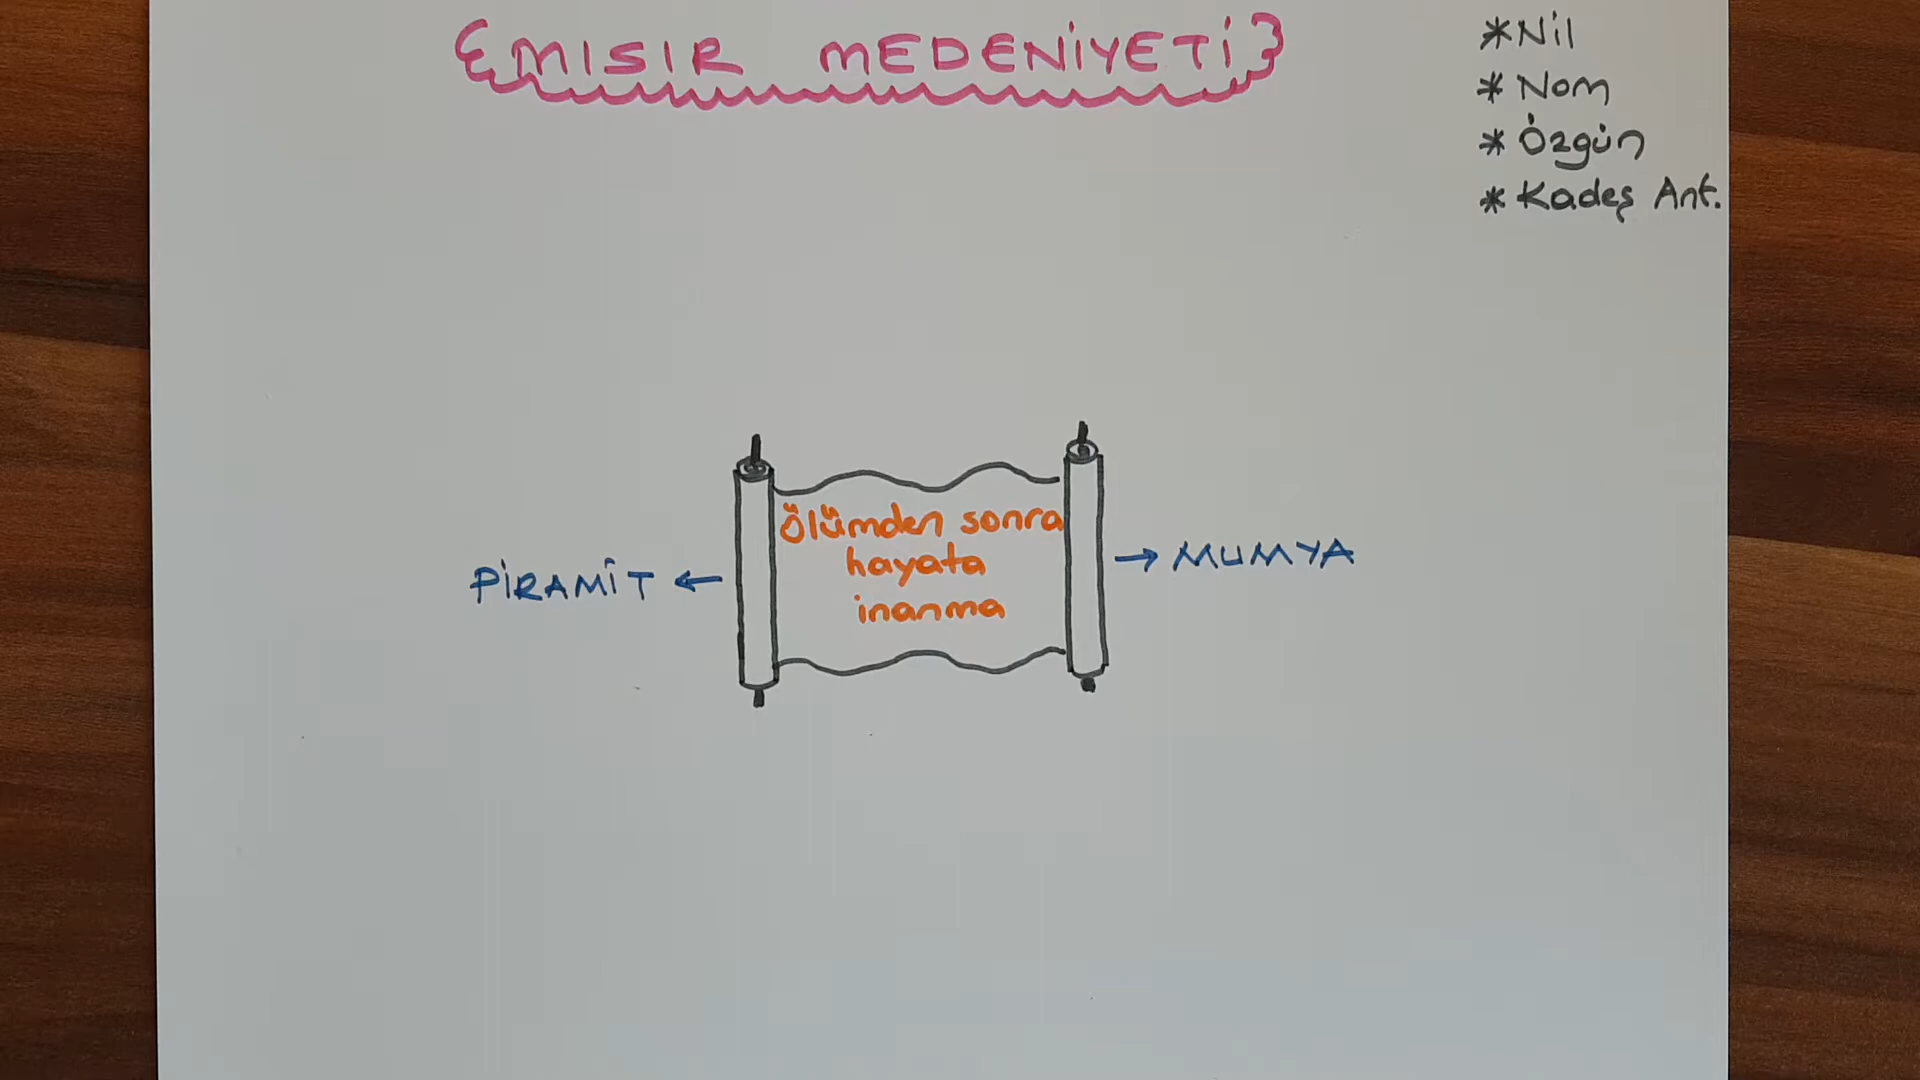 MISIR MEDENİYETİ
*Nil
*Nom
*Özgün
*Kadeş Ant.
ölümden sonra
hayata
inanma
PİRAMİT ←
→ MUMYA